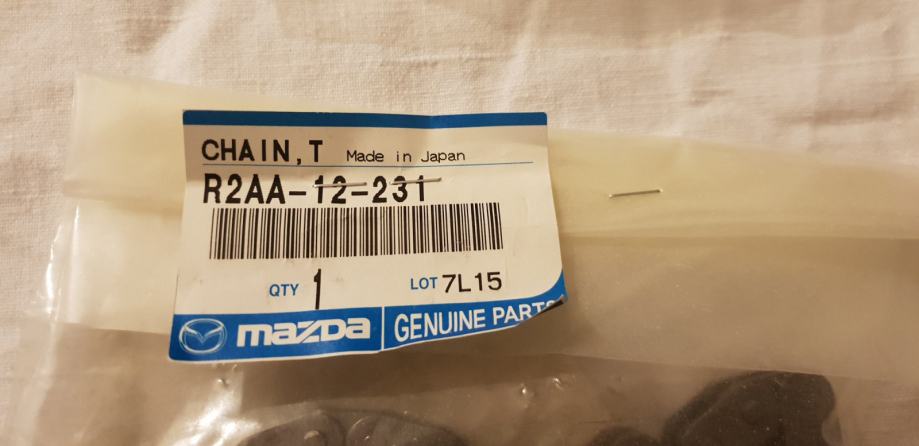 CHAIN,T Made in Japan
R2AA-12-231
QTY 1 LOT 7L15
mazda GENUINE PARTS